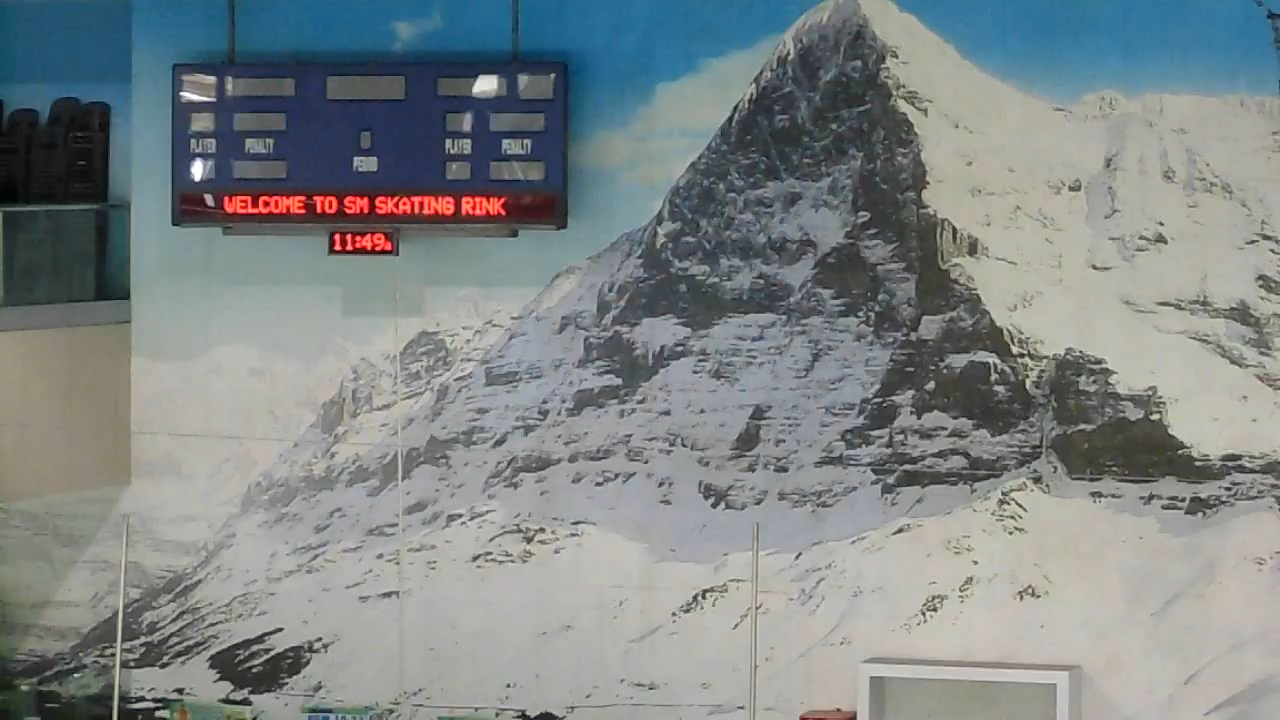 PLAYER PENALTY PLAYER PENALTY
PERIOD
WELCOME TO SM SKATING RINK
11:49